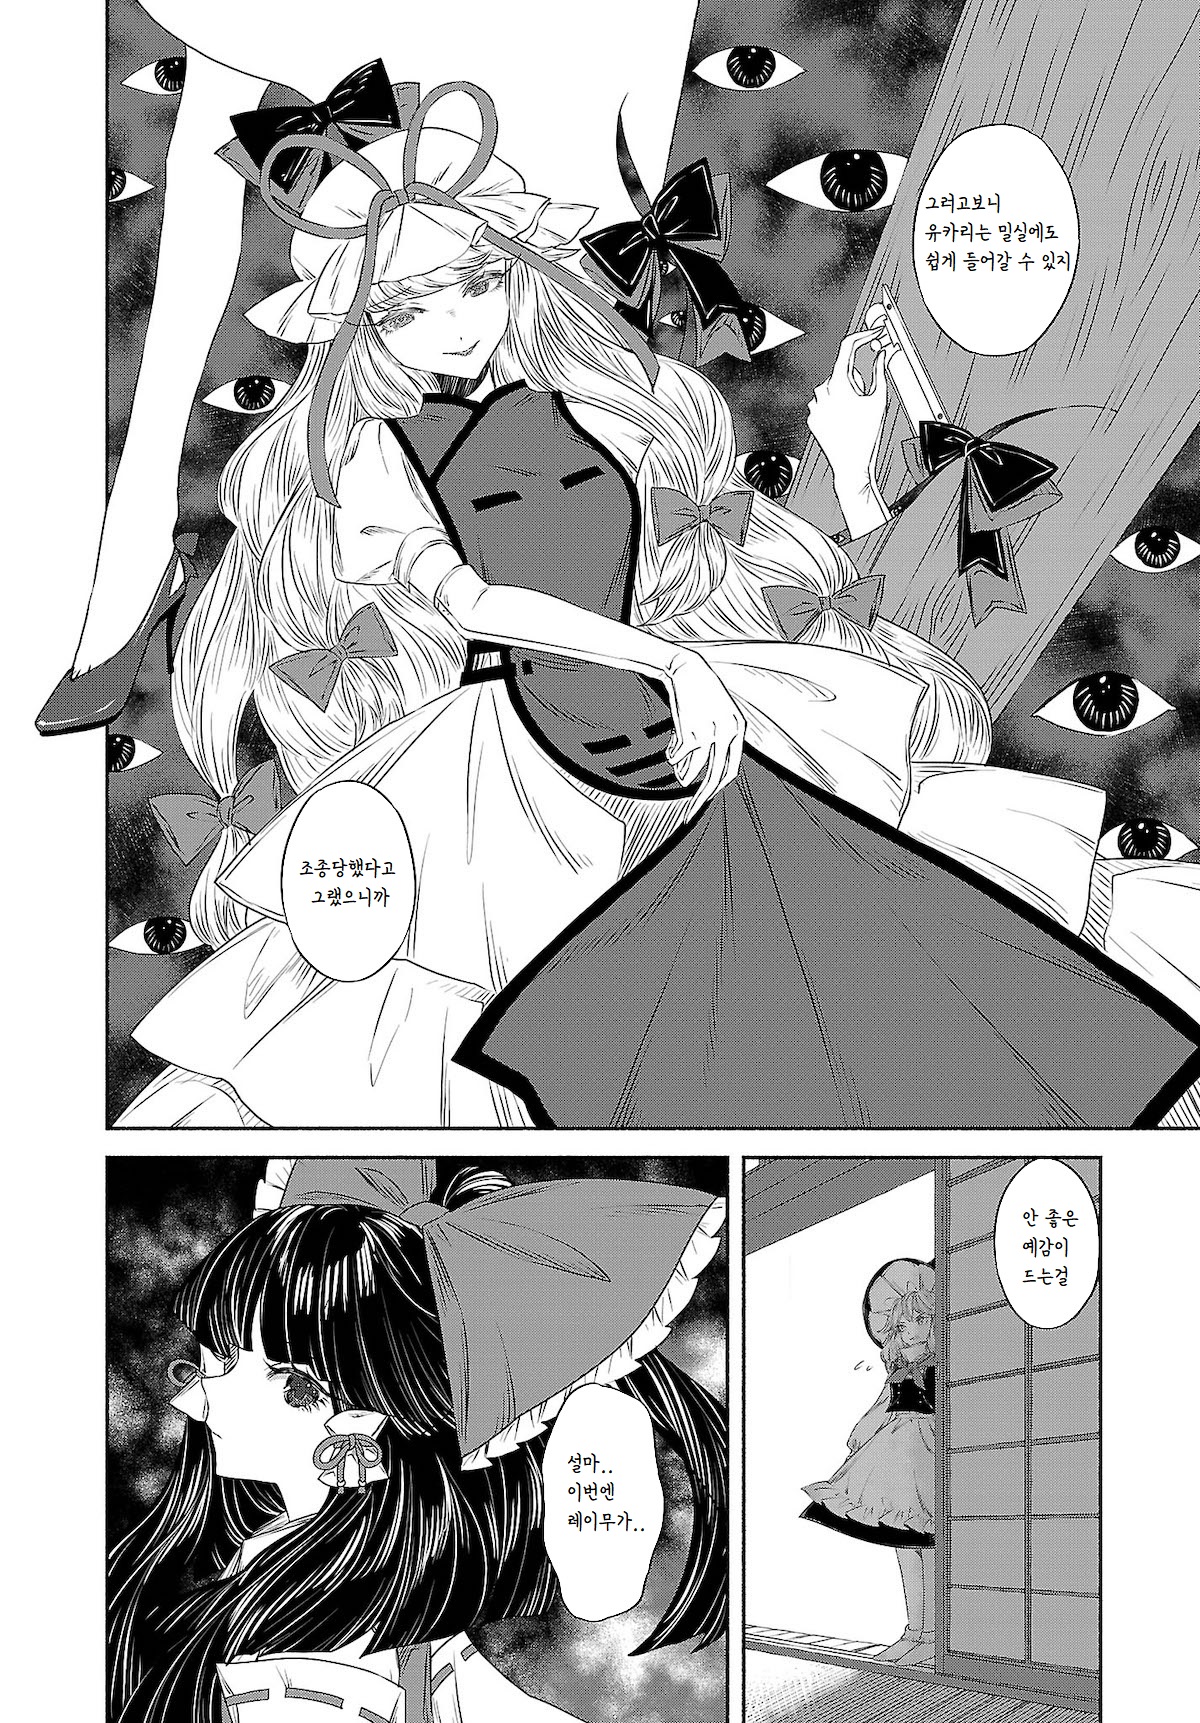 그러고보니
유카리는 밀실에도
쉽게 들어갈 수 있지
조종당했다고
그랬으니까
안 좋은
예감이
드는걸
설마..
이번엔
레이무가..